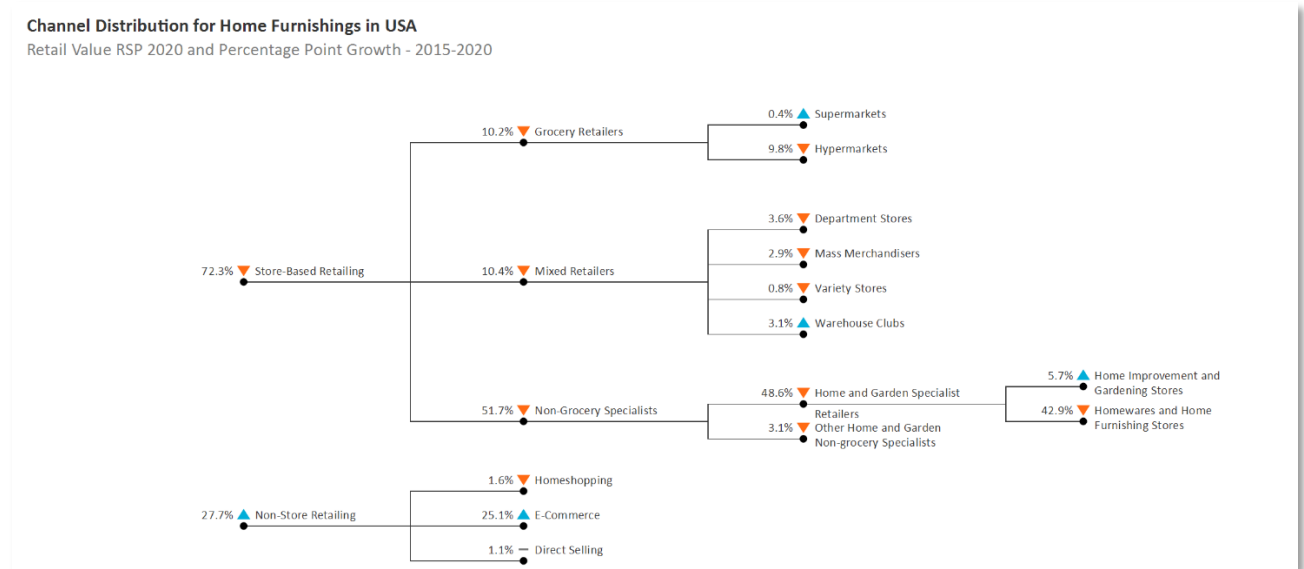 Channel Distribution for Home Furnishings in USA
Retail Value RSP 2020 and Percentage Point Growth - 2015-2020
0.4% Supermarkets
10.2% Grocery Retailers
9.8% Hypermarkets
3.6% Department Stores
2.9% Mass Merchandisers
72.3% Store-Based Retailing
10.4% Mixed Retailers
0.8% Variety Stores
3.1% Warehouse Clubs
5.7% Home Improvement and
Gardening Stores
48.6% Home and Garden Specialist
Retailers
51.7% Non-Grocery Specialists
42.9% Homewares and Home
Furnishing Stores
3.1% Other Home and Garden
Non-grocery Specialists
1.6% Homeshopping
27.7% Non-Store Retailing
25.1% E-Commerce
1.1% Direct Selling